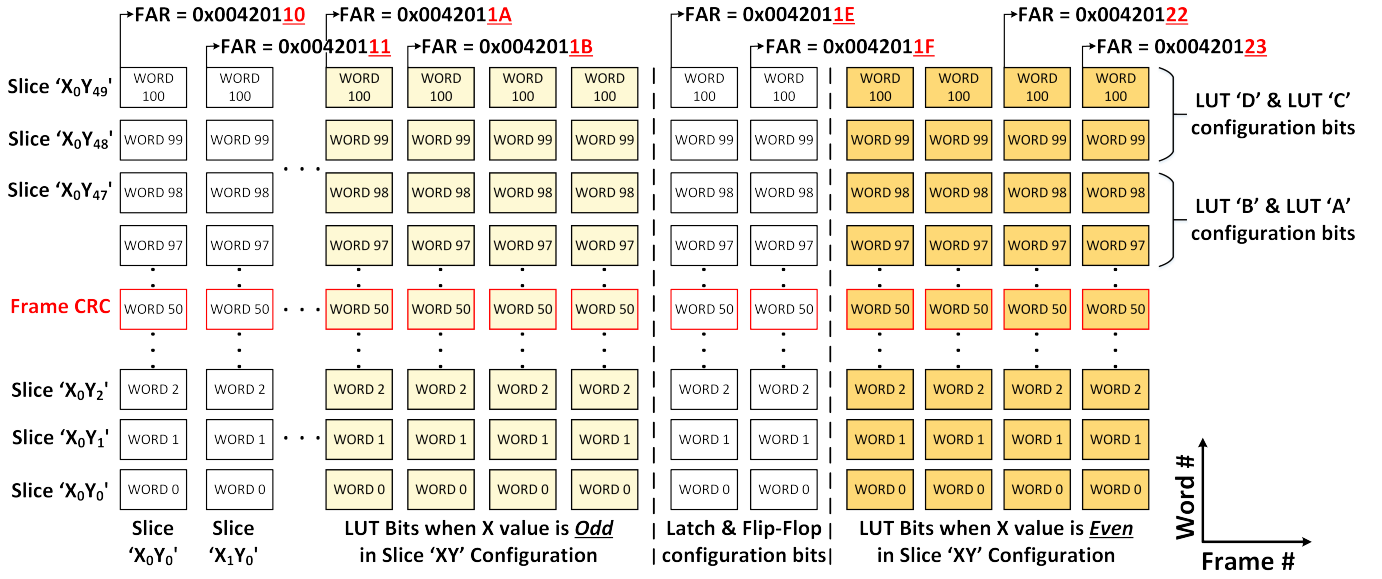 FAR = 0x00420110
FAR = 0x0042011A
FAR = 0x0042011E
FAR = 0x00420122
FAR = 0x00420111
FAR = 0x0042011B
FAR = 0x0042011F
FAR = 0x00420123
Slice ‘X0Y49' WORD 100 WORD 100 WORD 100 WORD 100 WORD 100 WORD 100 WORD 100 WORD 100 WORD 100 WORD 100 WORD 100 WORD 100
LUT ‘D’ & LUT ‘C’
configuration bits
Slice ‘X0Y48' WORD 99 WORD 99 WORD 99 WORD 99 WORD 99 WORD 99 WORD 99 WORD 99 WORD 99 WORD 99 WORD 99 WORD 99
Slice ‘X0Y47' WORD 98 WORD 98 WORD 98 WORD 98 WORD 98 WORD 98 WORD 98 WORD 98 WORD 98 WORD 98 WORD 98 WORD 98
LUT ‘B’ & LUT ‘A’
configuration bits
WORD 97 WORD 97 WORD 97 WORD 97 WORD 97 WORD 97 WORD 97 WORD 97 WORD 97 WORD 97 WORD 97 WORD 97
Frame CRC WORD 50 WORD 50 WORD 50 WORD 50 WORD 50 WORD 50 WORD 50 WORD 50 WORD 50 WORD 50 WORD 50 WORD 50
Slice ‘X0Y2' WORD 2 WORD 2 WORD 2 WORD 2 WORD 2 WORD 2 WORD 2 WORD 2 WORD 2 WORD 2 WORD 2 WORD 2
Slice ‘X0Y1' WORD 1 WORD 1 WORD 1 WORD 1 WORD 1 WORD 1 WORD 1 WORD 1 WORD 1 WORD 1 WORD 1 WORD 1
Slice ‘X0Y0' WORD 0 WORD 0 WORD 0 WORD 0 WORD 0 WORD 0 WORD 0 WORD 0 WORD 0 WORD 0 WORD 0 WORD 0
Slice
‘X0Y0'
Slice
‘X1Y0'
LUT Bits when X value is Odd
in Slice ‘XY’ Configuration
Latch & Flip-Flop
configuration bits
LUT Bits when X value is Even
in Slice ‘XY’ Configuration
Word #
Frame #